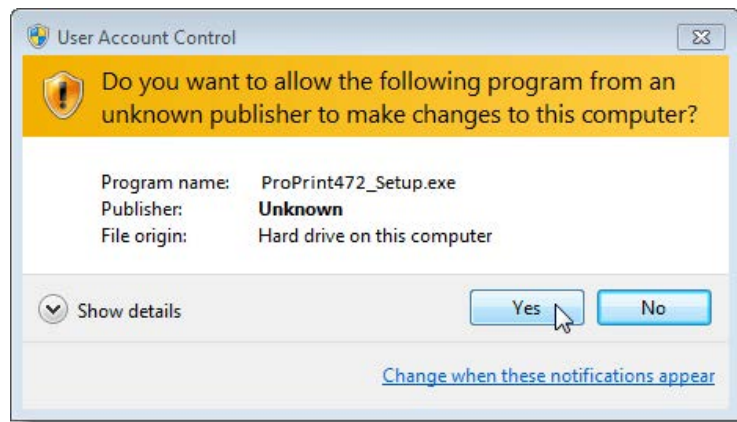 User Account Control
Do you want to allow the following program from an
unknown publisher to make changes to this computer?
Program name: ProPrint472_Setup.exe
Publisher: Unknown
File origin: Hard drive on this computer
Show details
Yes
No
Change when these notifications appear